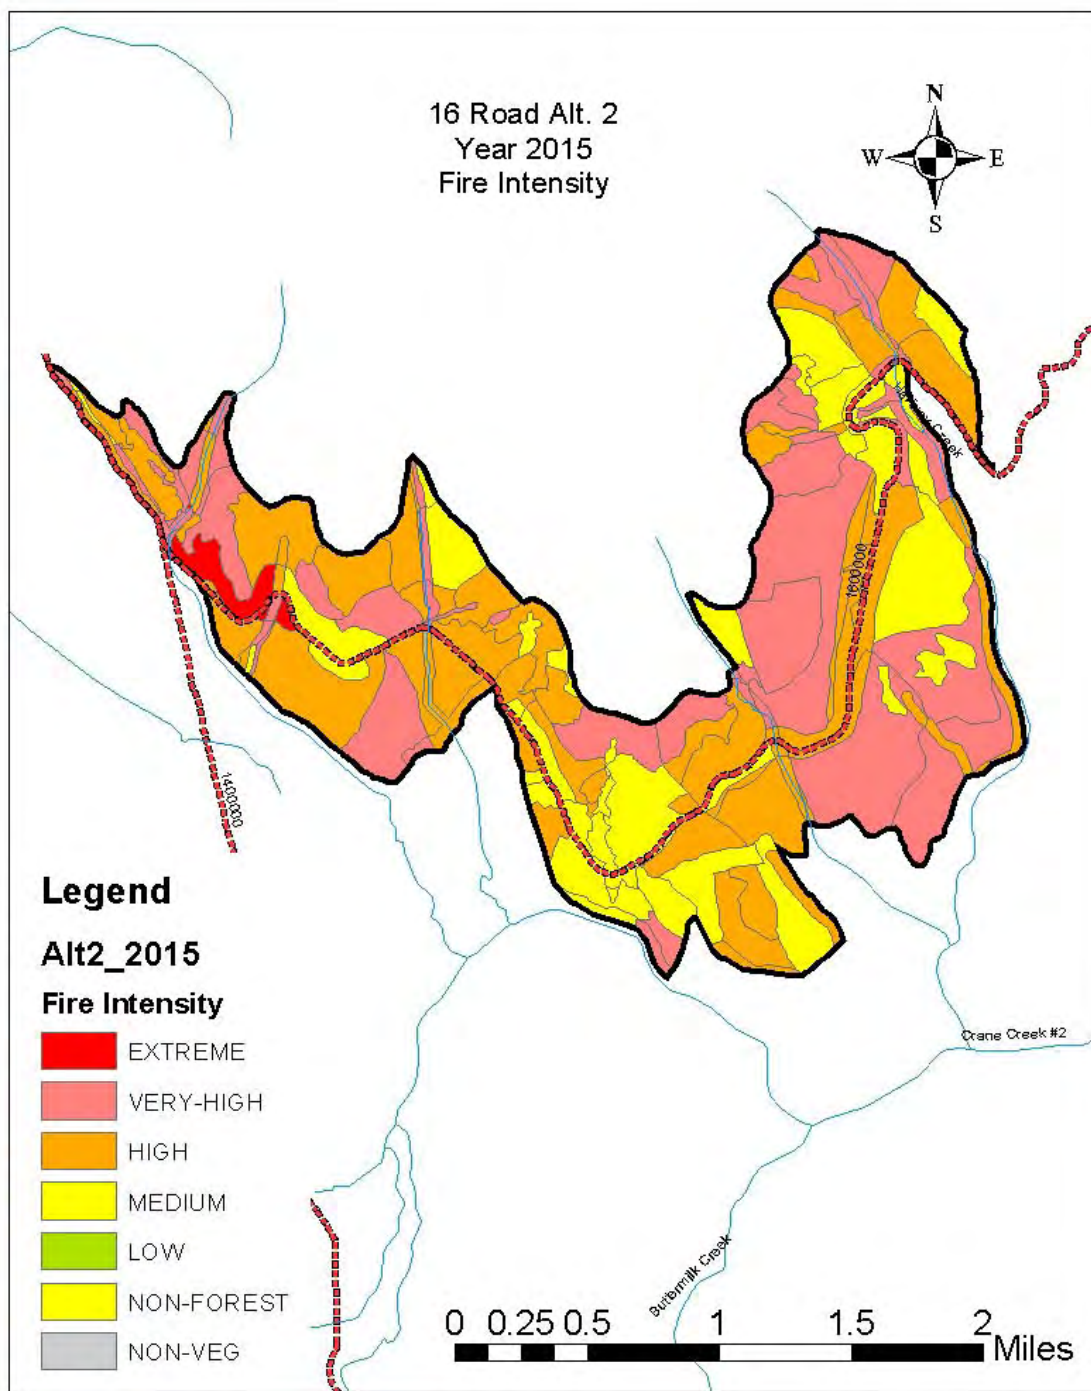 16 Road Alt. 2
Year 2015
Fire Intensity
N
W
E
S
Creek
1600000
1400000
Legend
Alt2_2015
Fire Intensity
EXTREME
VERY-HIGH
HIGH
MEDIUM
LOW
NON-FOREST
NON-VEG
Crane Creek #2
Buttermilk Creek
0 0.25 0.5 1 1.5 2
Miles